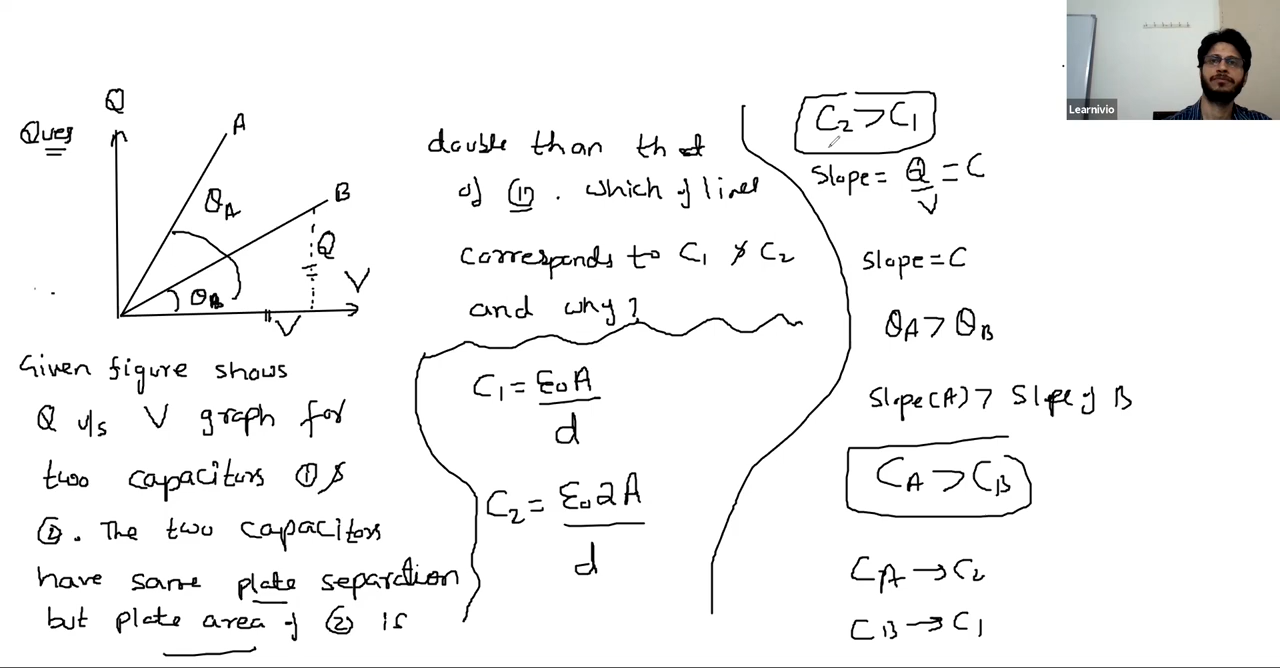 Ques
Q
A
θA
B
Q
V
θB
V
Given figure shows
Q v/s V graph for
two capacitors ① &
②. The two capacitors
have same plate separation
but plate area of ② is
double than that
of ①. which of lines
corresponds to C₁ & C₂
and why?
C₁ = ε₀A/d
C₂ = ε₀2A/d
C₂ > C₁
Slope = Q/V = C
Slope = C
θA > θB
Slope(A) > Slope of B
CA > CB
CA → C₂
CB → C₁
Learnivio